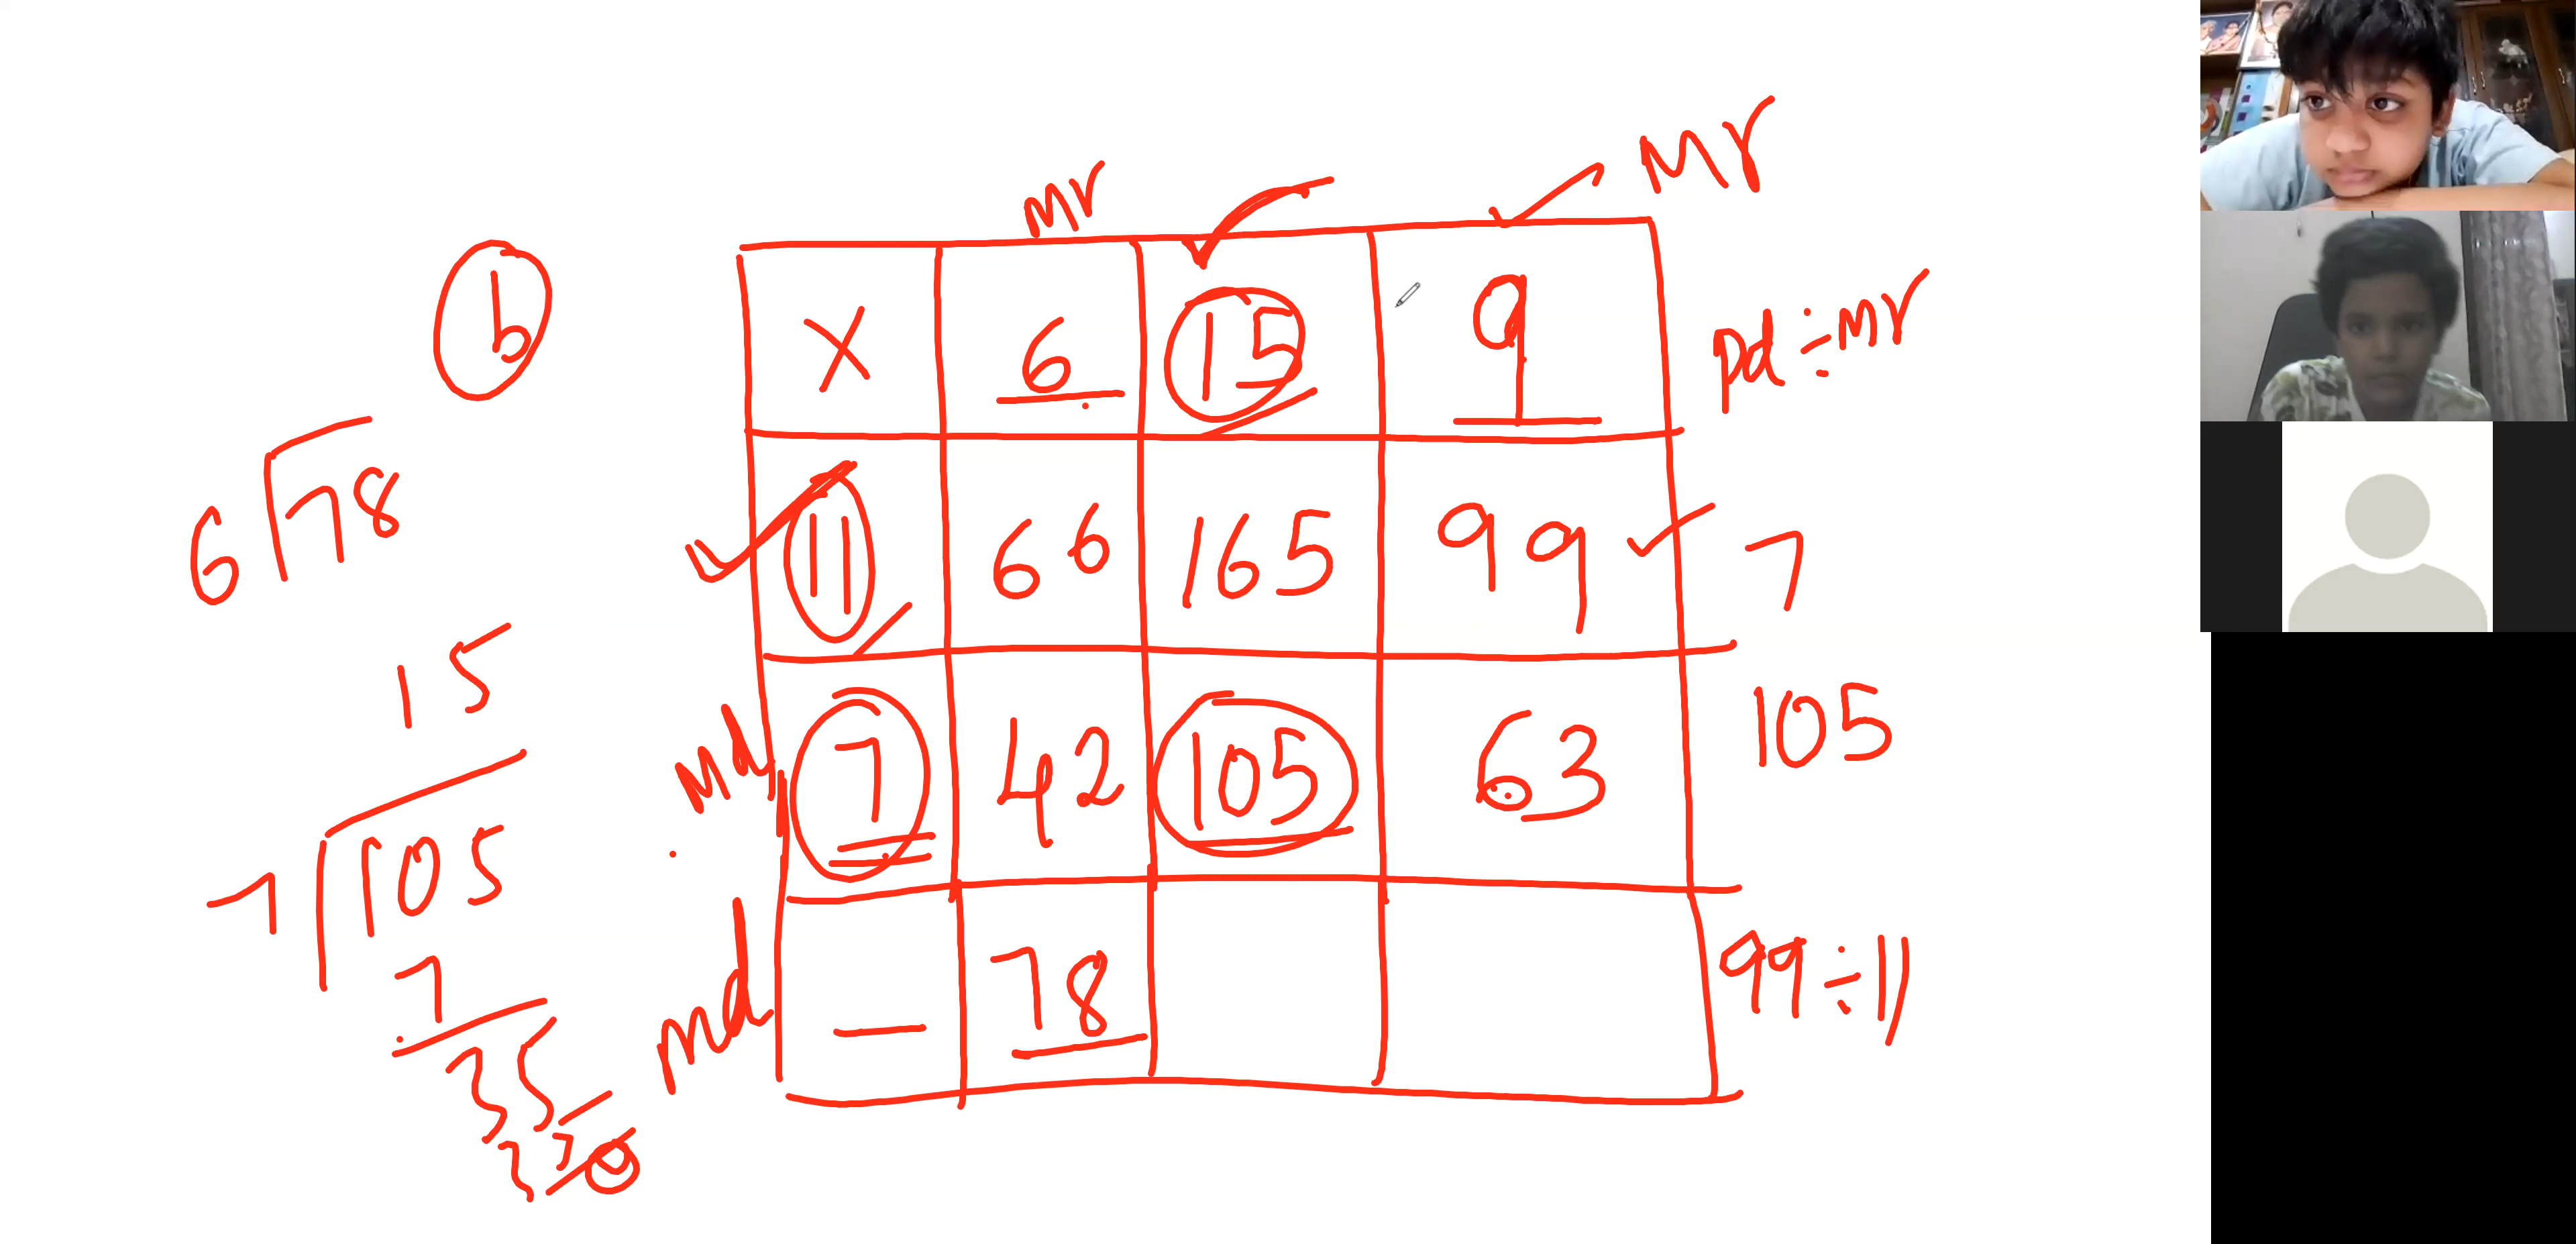 Mr Mr
b
× 6 15 9 pd ÷ Mr
6 78
11 66 165 99 7
15
Md 7 42 105 63 105
7 105
7
Md — 78 99 ÷ 11
35
0